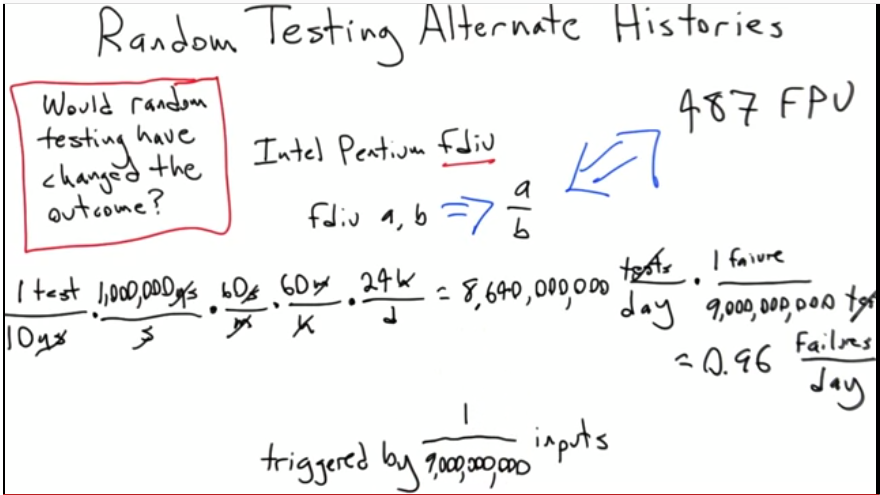 Random Testing Alternate Histories
Would random
testing have
changed the
outcome?
Intel Pentium fdiv
487 FPU
fdiv a, b ⇒ a/b
1 test/10 µs · 1,000,000 µs/s · 60 s/m · 60 m/h · 24 h/d = 8,640,000,000 tests/day · 1 faiure/9,000,000,000 tests
= 0.96 Failures/day
triggered by 1/9,000,000,000 inputs